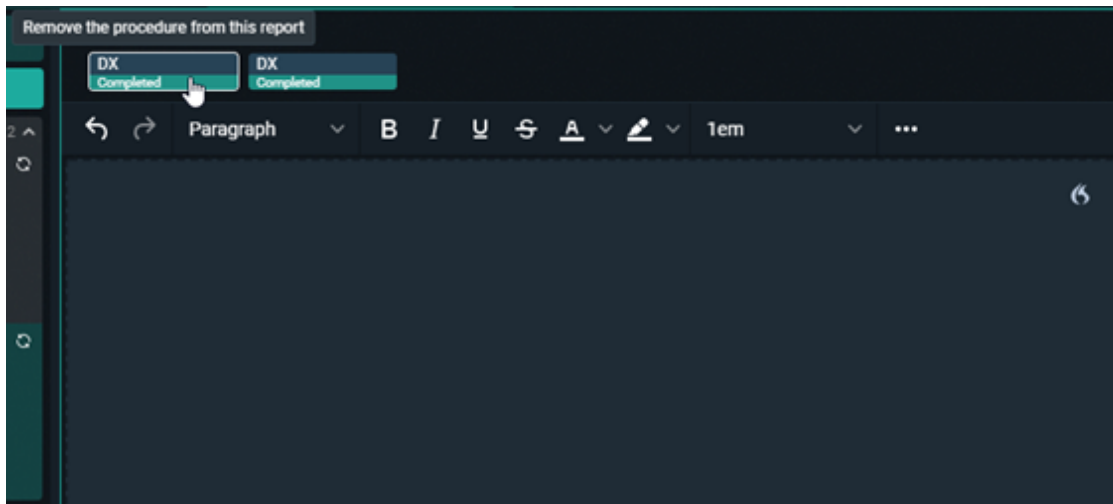 Remove the procedure from this report
DX DX
Completed Completed
2
Paragraph B I U S A 1em